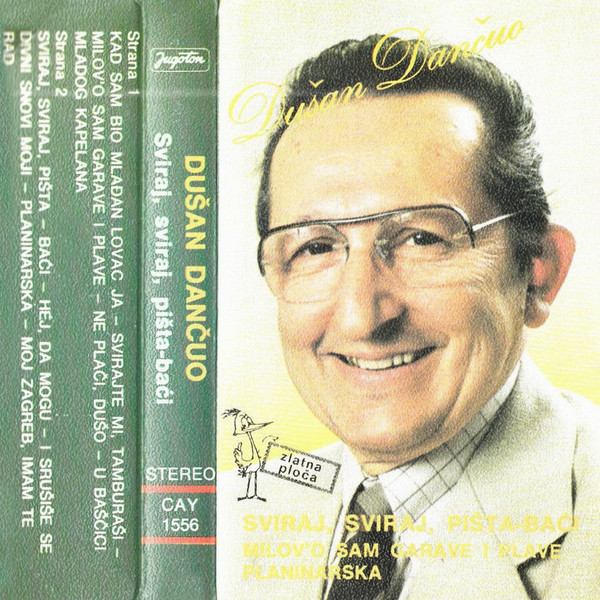 Strana 1
KAD SAM BIO MLAĐAN LOVAC JA – SVIRAJTE MI, TAMBURAŠI –
MILOV'O SAM GARAVE I PLAVE – NE PLAČI, DUŠO – U BAŠČICI
MLADOG KAPELANA
Strana 2
SVIRAJ, SVIRAJ, PIŠTA – BAĆI – HEJ, DA MOGU – I SRUŠIŠE SE
DIVNI SNOVI MOJI – PLANINARSKA – MOJ ZAGREB, IMAM TE
RAD
Jugoton
DUŠAN DANČUO
Sviraj, sviraj, pišta-baći
STEREO
CAY
1556
Dušan Dančuo
zlatna
ploča
SVIRAJ, SVIRAJ, PIŠTA-BAĆI
MILOV'O SAM GARAVE I PLAVE
PLANINARSKA